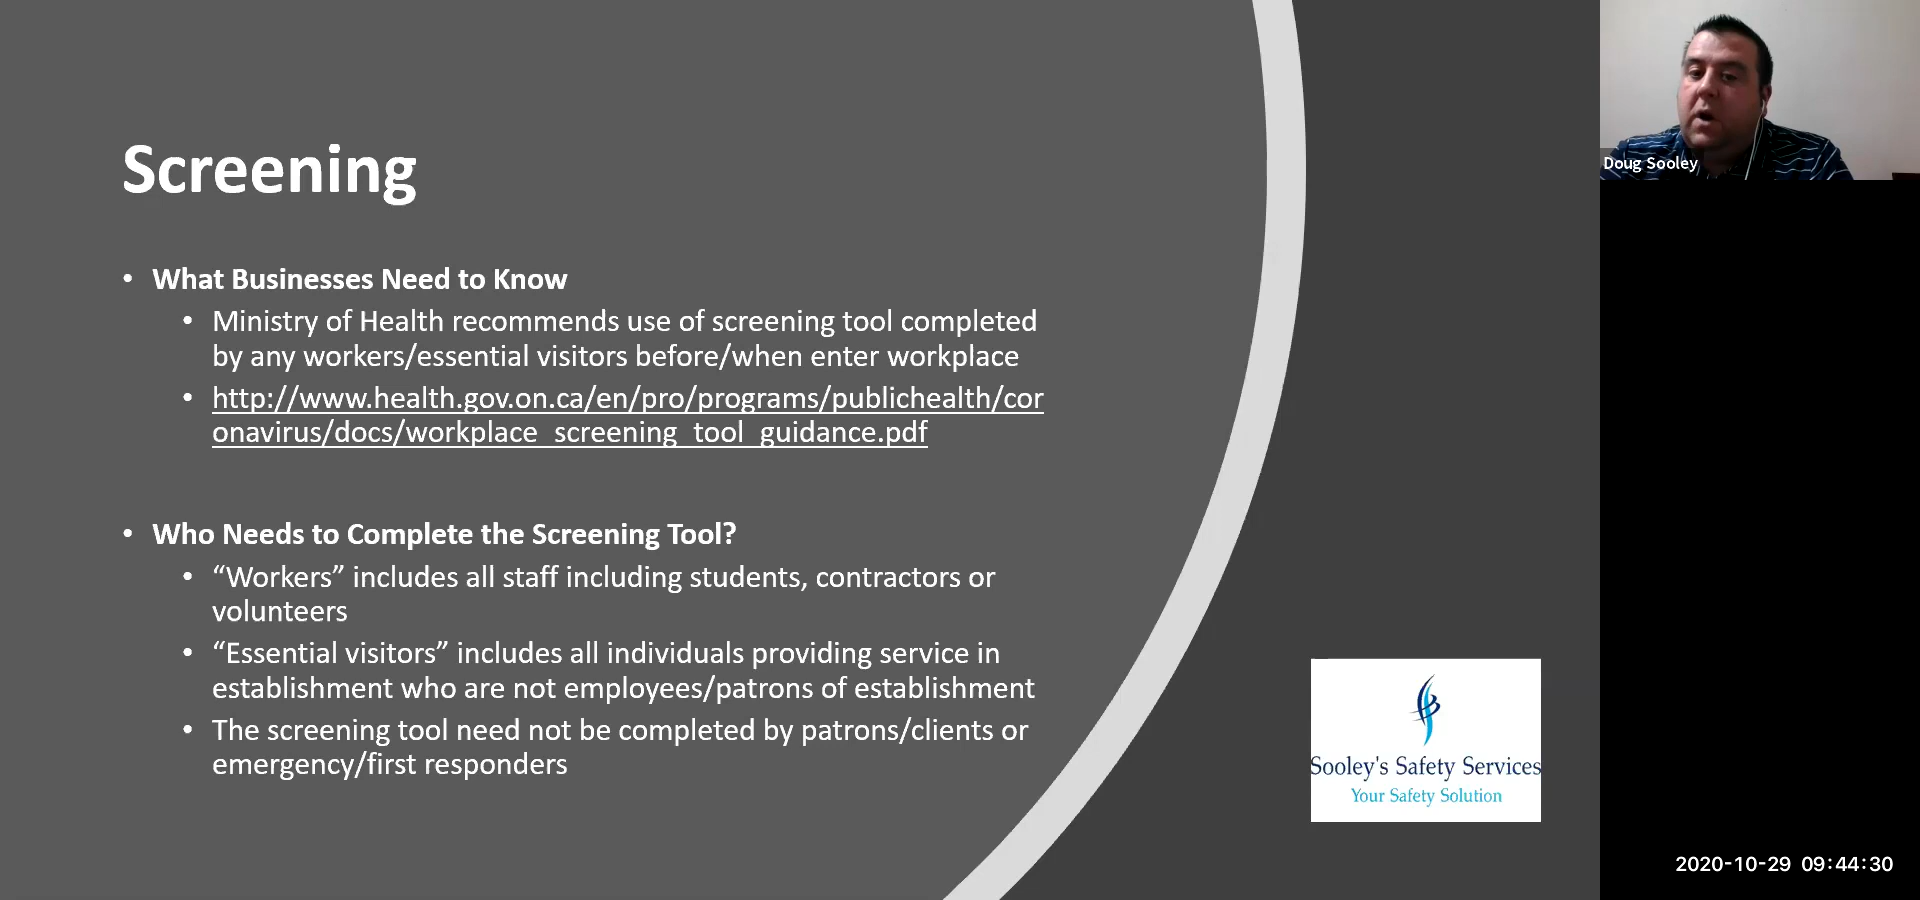 Screening
• What Businesses Need to Know
• Ministry of Health recommends use of screening tool completed
by any workers/essential visitors before/when enter workplace
• http://www.health.gov.on.ca/en/pro/programs/publichealth/cor
onavirus/docs/workplace_screening_tool_guidance.pdf
• Who Needs to Complete the Screening Tool?
• “Workers” includes all staff including students, contractors or
volunteers
• “Essential visitors” includes all individuals providing service in
establishment who are not employees/patrons of establishment
• The screening tool need not be completed by patrons/clients or
emergency/first responders
Sooley's Safety Services
Your Safety Solution
Doug Sooley
2020-10-29 09:44:30